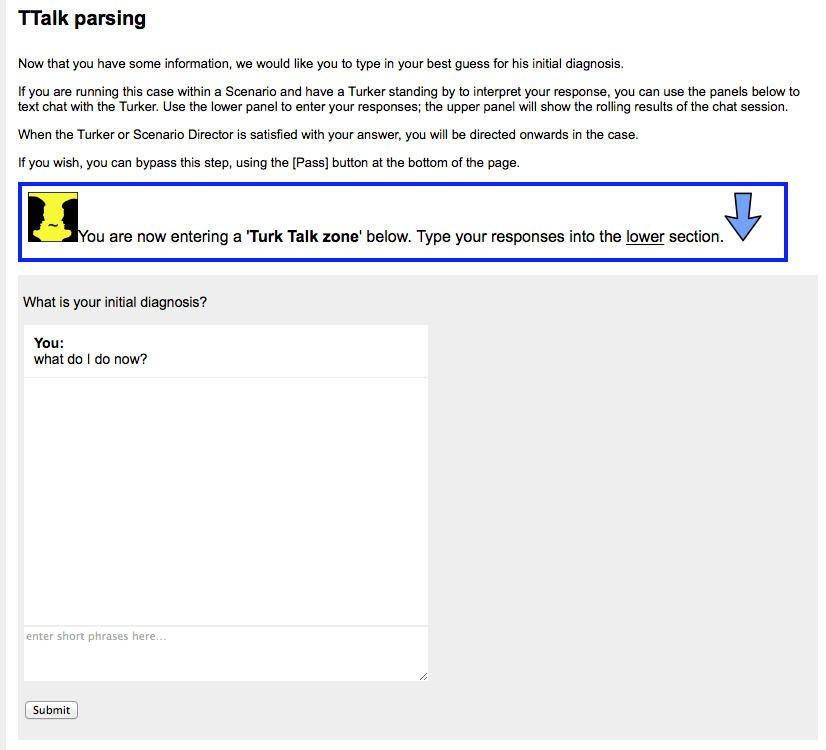 TTalk parsing
Now that you have some information, we would like you to type in your best guess for his initial diagnosis.
If you are running this case within a Scenario and have a Turker standing by to interpret your response, you can use the panels below to
text chat with the Turker. Use the lower panel to enter your responses; the upper panel will show the rolling results of the chat session.
When the Turker or Scenario Director is satisfied with your answer, you will be directed onwards in the case.
If you wish, you can bypass this step, using the [Pass] button at the bottom of the page.
You are now entering a 'Turk Talk zone' below. Type your responses into the lower section.
What is your initial diagnosis?
You:
what do I do now?
enter short phrases here...
Submit